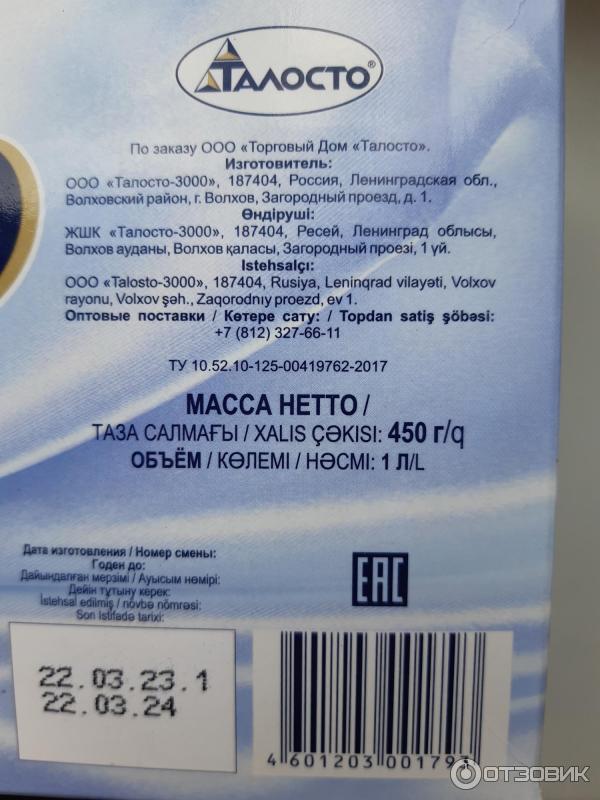 ТАЛОСТО®
По заказу ООО «Торговый Дом «Талосто».
Изготовитель:
ООО «Талосто-3000», 187404, Россия, Ленинградская обл.,
Волховский район, г. Волхов, Загородный проезд, д. 1.
Өндіруші:
ЖШК «Талосто-3000», 187404, Ресей, Ленинград облысы,
Волхов ауданы, Волхов қаласы, Загородный проезі, 1 үй.
Istehsalçı:
ООО «Talosto-3000», 187404, Rusiya, Leninqrad vilayəti, Volxov
rayonu, Volxov şəh., Zaqorodnıy proezd, ev 1.
Оптовые поставки / Көтере сату: / Topdan satiş şöbəsi:
+7 (812) 327-66-11
ТУ 10.52.10-125-00419762-2017
МАССА НЕТТО /
ТАЗА САЛМАҒЫ / XALIS ÇƏKISI: 450 г/q
ОБЪЁМ / КӨЛЕМІ / HƏCMI: 1 Л/L
Дата изготовления / Номер смены:
Годен до:
Дайындалған мерзімі / Ауысым нөмірі:
Дейін тұтыну керек:
İstehsal edilmiş / növbə nömrəsi:
Son istifadə tarixi:
EAC
22.03.23.1
22.03.24
4 601203 001793
ОТЗОВИК